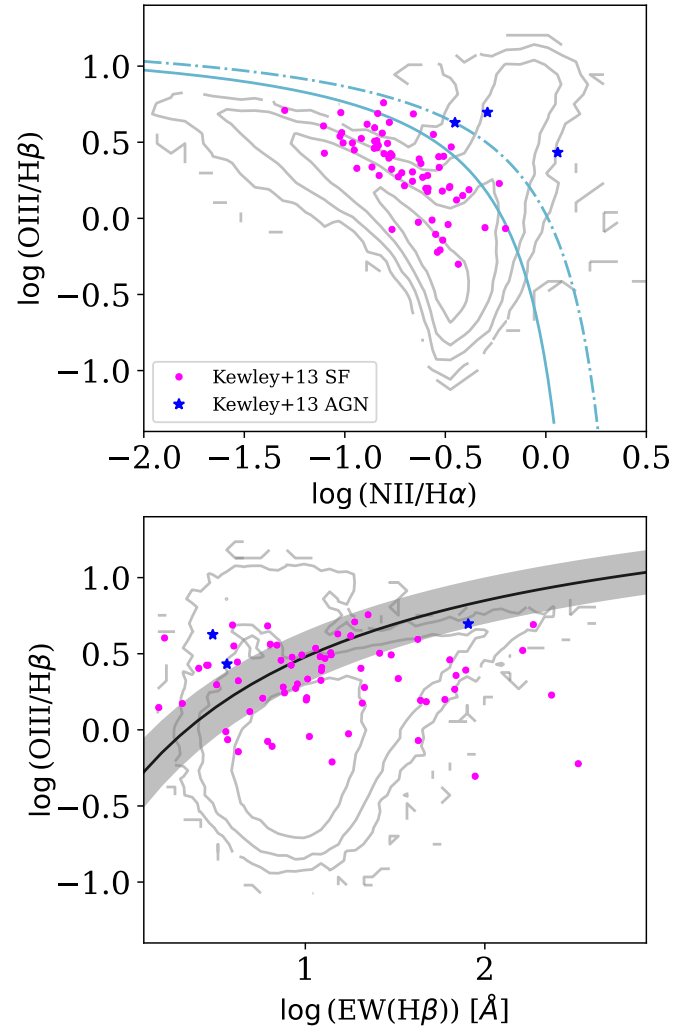 1.0
0.5
0.0
−0.5
−1.0
log (OIII/Hβ)
Kewley+13 SF
Kewley+13 AGN
−2.0 −1.5 −1.0 −0.5 0.0 0.5
log (NII/Hα)
1.0
0.5
0.0
−0.5
−1.0
log (OIII/Hβ)
1 2
log (EW(Hβ)) [Å]